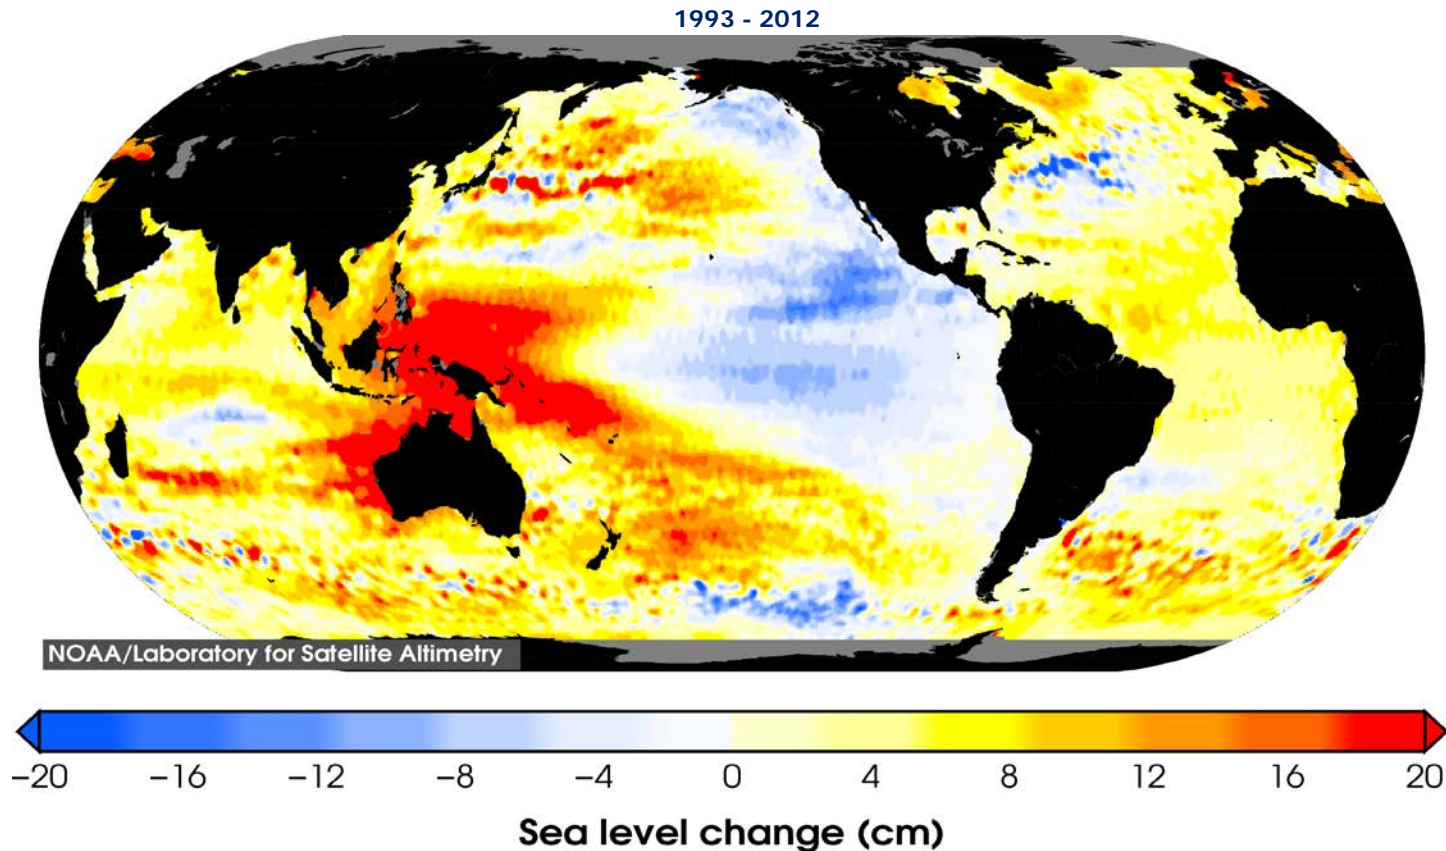 1993 - 2012
NOAA/Laboratory for Satellite Altimetry
−20 −16 −12 −8 −4 0 4 8 12 16 20
Sea level change (cm)